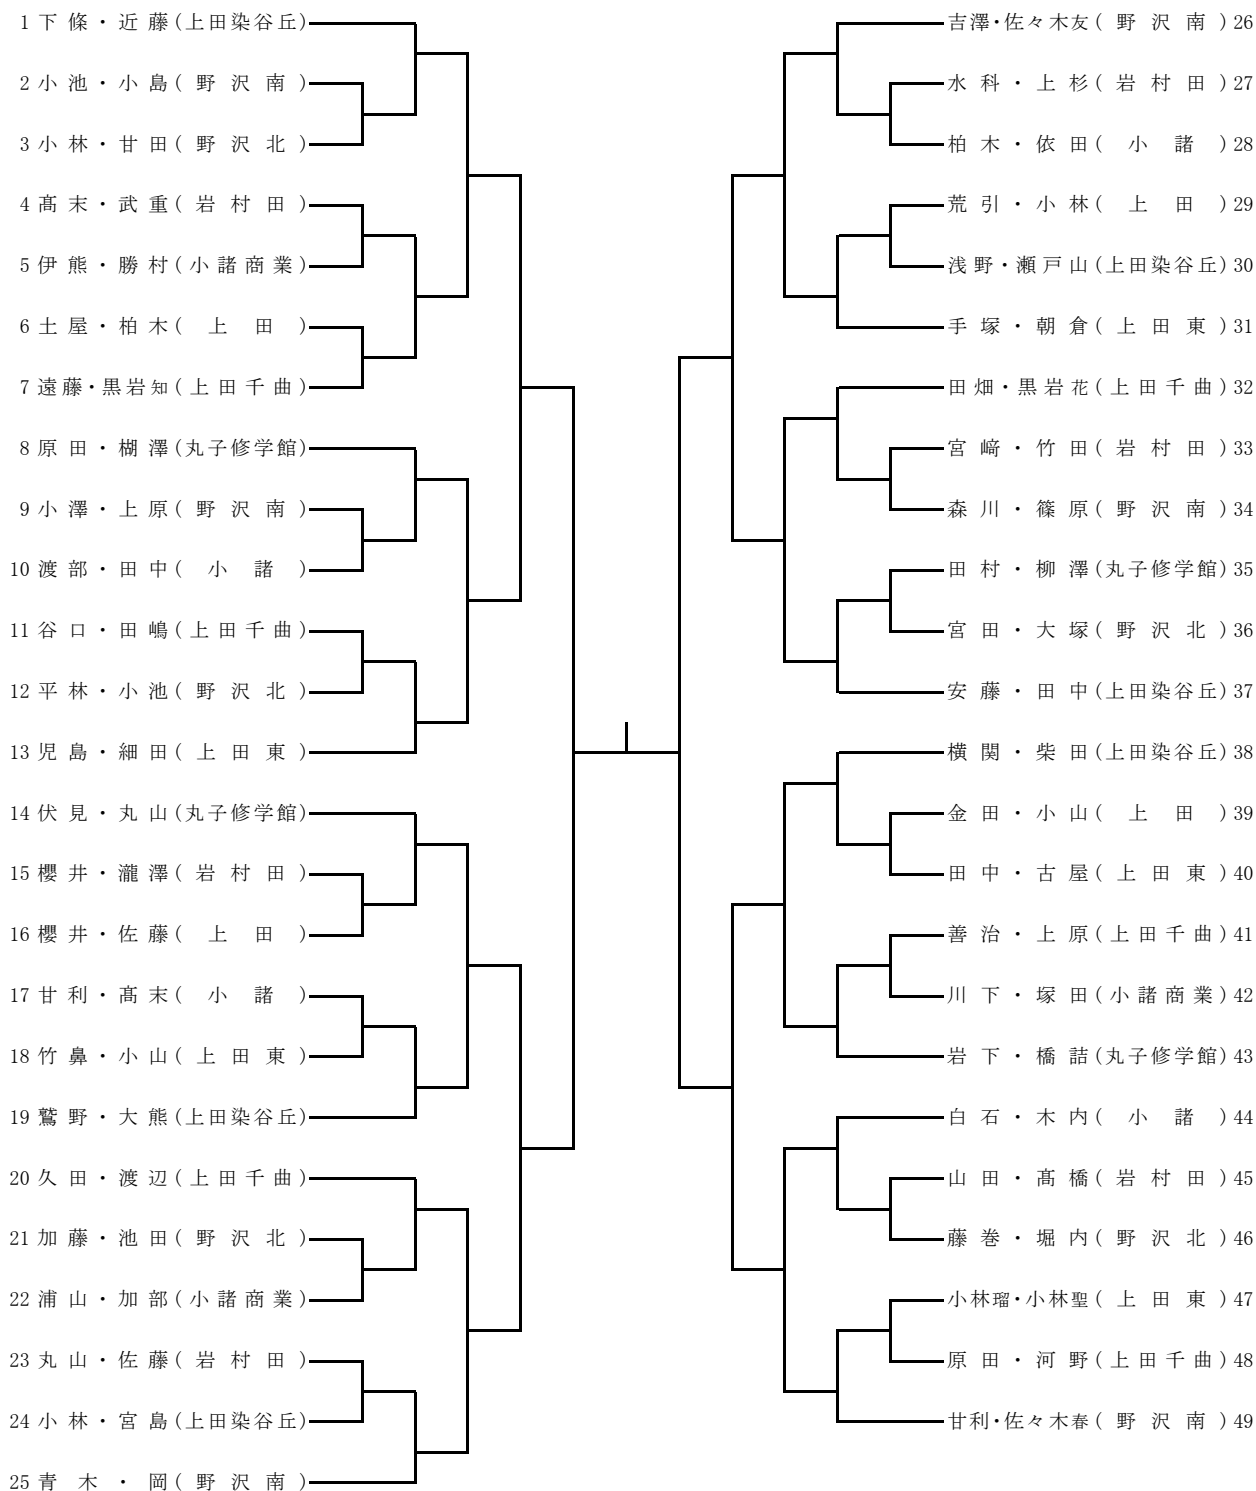 1 下條・近藤(上田染谷丘)
2 小池・小島(野沢南)
3 小林・甘田(野沢北)
4 髙末・武重(岩村田)
5 伊熊・勝村(小諸商業)
6 土屋・柏木(上田)
7 遠藤・黒岩知(上田千曲)
8 原田・楜澤(丸子修学館)
9 小澤・上原(野沢南)
10 渡部・田中(小諸)
11 谷口・田嶋(上田千曲)
12 平林・小池(野沢北)
13 児島・細田(上田東)
14 伏見・丸山(丸子修学館)
15 櫻井・瀧澤(岩村田)
16 櫻井・佐藤(上田)
17 甘利・髙末(小諸)
18 竹鼻・小山(上田東)
19 鷲野・大熊(上田染谷丘)
20 久田・渡辺(上田千曲)
21 加藤・池田(野沢北)
22 浦山・加部(小諸商業)
23 丸山・佐藤(岩村田)
24 小林・宮島(上田染谷丘)
25 青木・岡(野沢南)
吉澤・佐々木友(野沢南)26
水科・上杉(岩村田)27
柏木・依田(小諸)28
荒引・小林(上田)29
浅野・瀬戸山(上田染谷丘)30
手塚・朝倉(上田東)31
田畑・黒岩花(上田千曲)32
宮﨑・竹田(岩村田)33
森川・篠原(野沢南)34
田村・柳澤(丸子修学館)35
宮田・大塚(野沢北)36
安藤・田中(上田染谷丘)37
横関・柴田(上田染谷丘)38
金田・小山(上田)39
田中・古屋(上田東)40
善治・上原(上田千曲)41
川下・塚田(小諸商業)42
岩下・橋詰(丸子修学館)43
白石・木内(小諸)44
山田・髙橋(岩村田)45
藤巻・堀内(野沢北)46
小林瑠・小林聖(上田東)47
原田・河野(上田千曲)48
甘利・佐々木春(野沢南)49